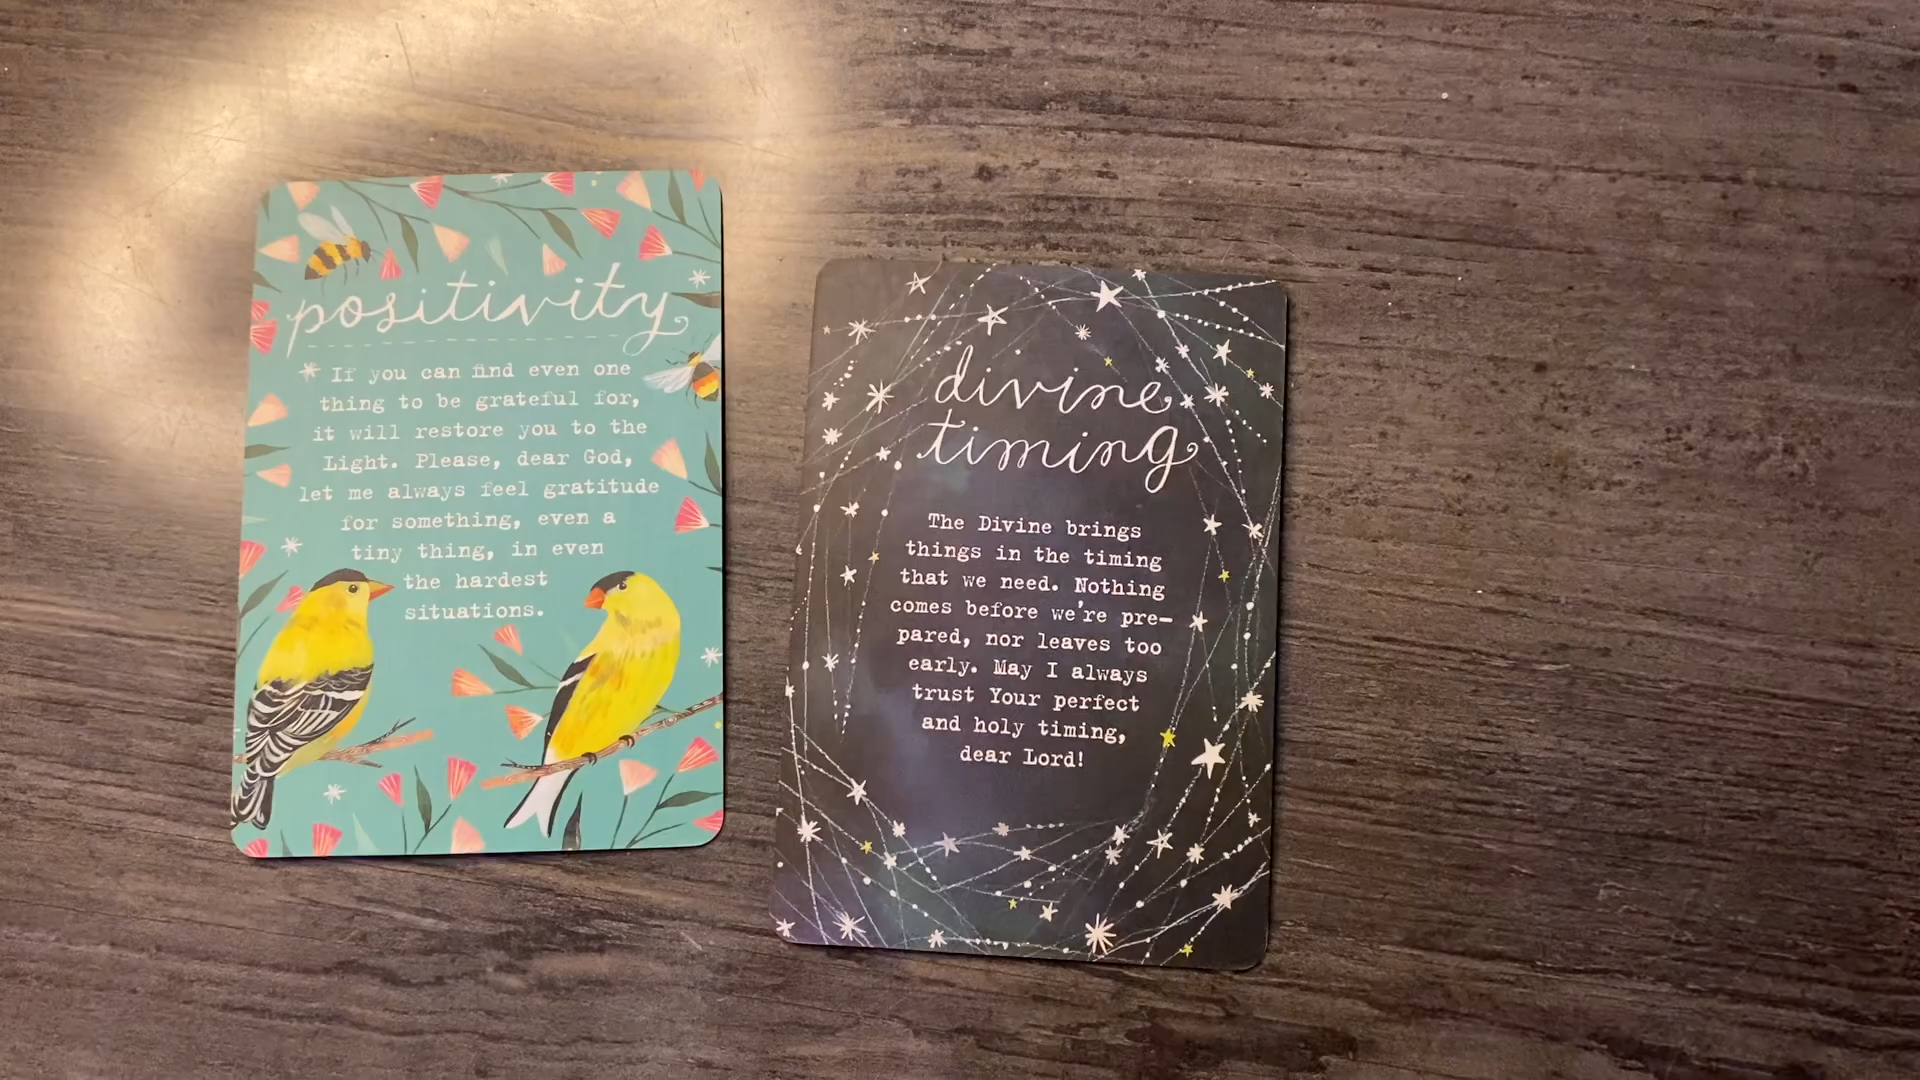 positivity
If you can find even one
thing to be grateful for,
it will restore you to the
Light. Please, dear God,
let me always feel gratitude
for something, even a
tiny thing, in even
the hardest
situations.
divine
timing
The Divine brings
things in the timing
that we need. Nothing
comes before we're pre-
pared, nor leaves too
early. May I always
trust Your perfect
and holy timing,
dear Lord!